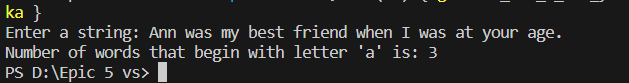 ka }
Enter a string: Ann was my best friend when I was at your age.
Number of words that begin with letter 'a' is: 3
PS D:\Epic 5 vs>